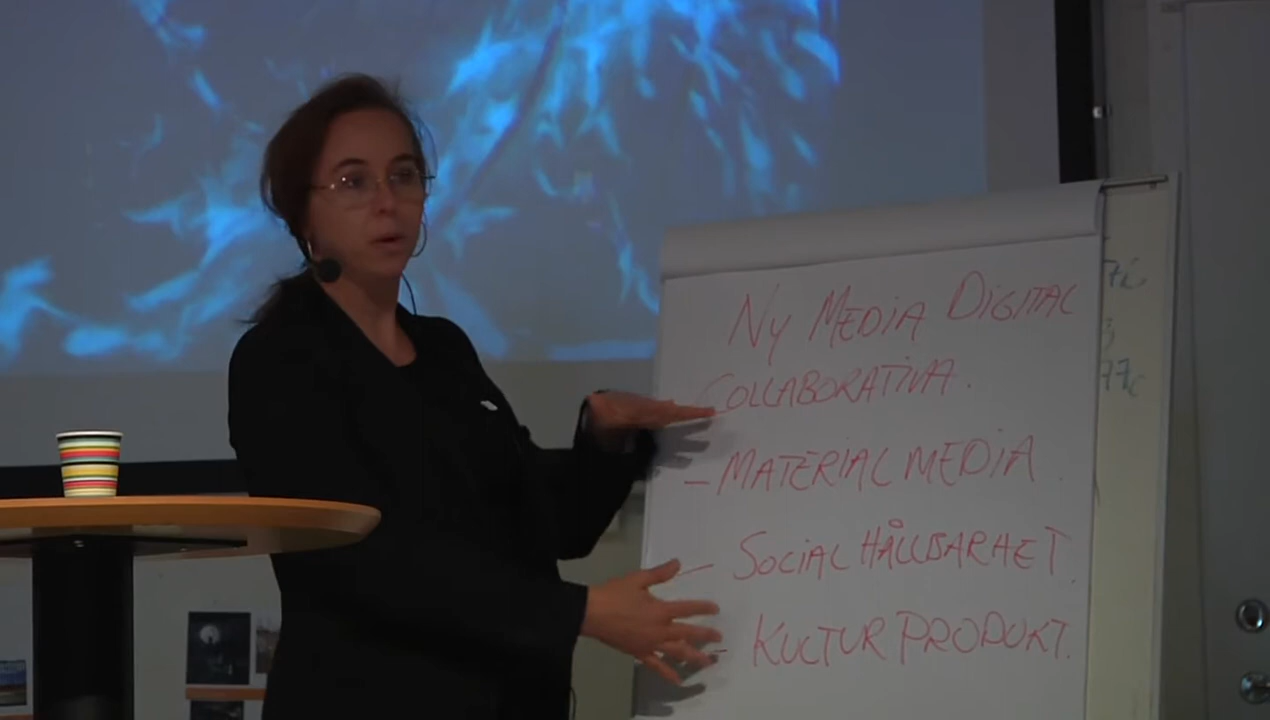 NY MEDIA DIGITAL
COLLABORATIVA.
- MATERIAL MEDIA.
- SOCIAL HÅLLBARHET.
- KULTUR PRODUKT.